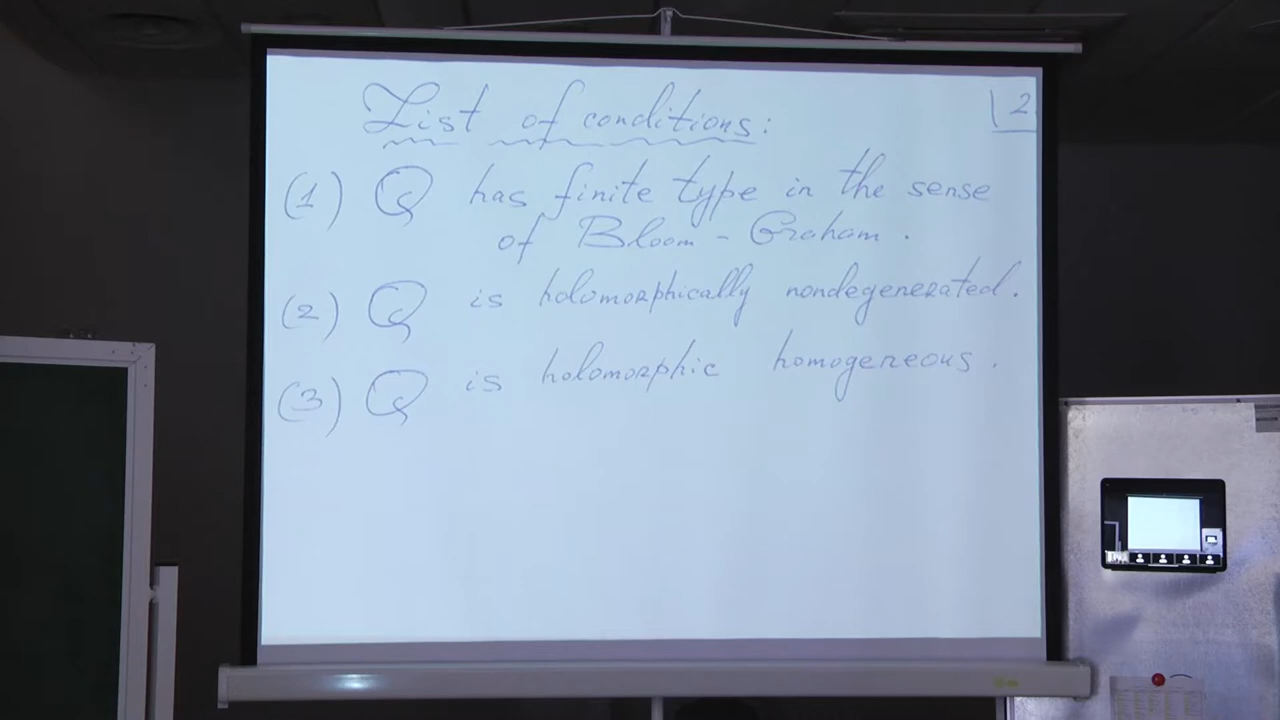 List of conditions:
2
(1) Q has finite type in the sense
of Bloom - Graham.
(2) Q is holomorphically nondegenerated.
(3) Q is holomorphic homogeneous.